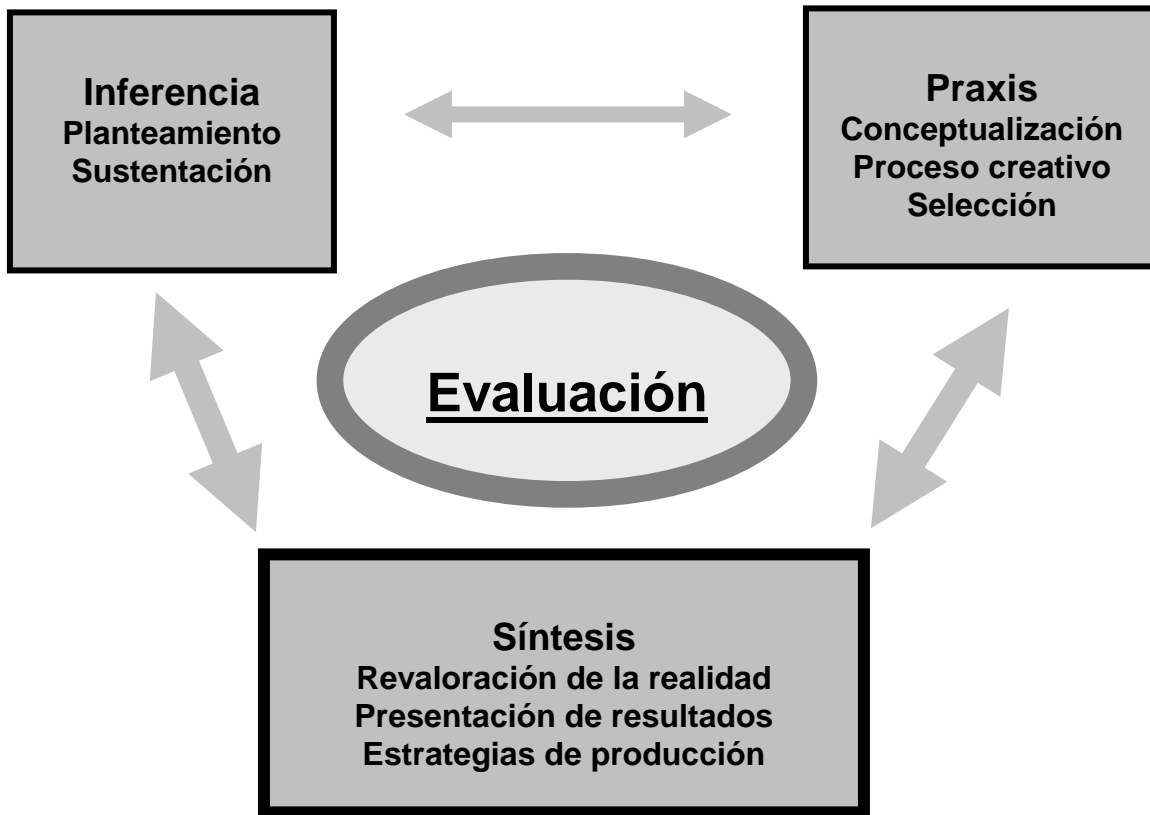 Inferencia
Planteamiento
Sustentación
Praxis
Conceptualización
Proceso creativo
Selección
Evaluación
Síntesis
Revaloración de la realidad
Presentación de resultados
Estrategias de producción